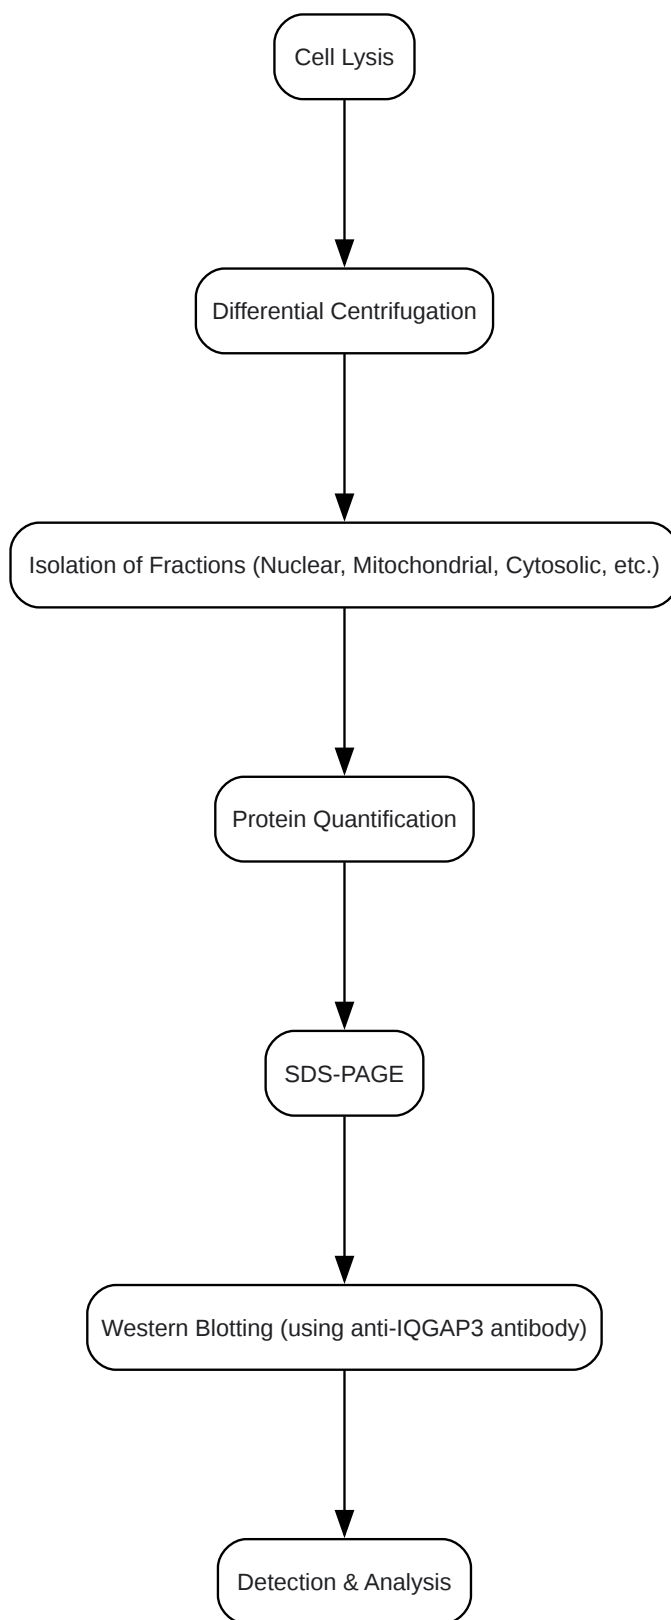 Cell Lysis
Differential Centrifugation
Isolation of Fractions (Nuclear, Mitochondrial, Cytosolic, etc.)
Protein Quantification
SDS-PAGE
Western Blotting (using anti-IQGAP3 antibody)
Detection & Analysis